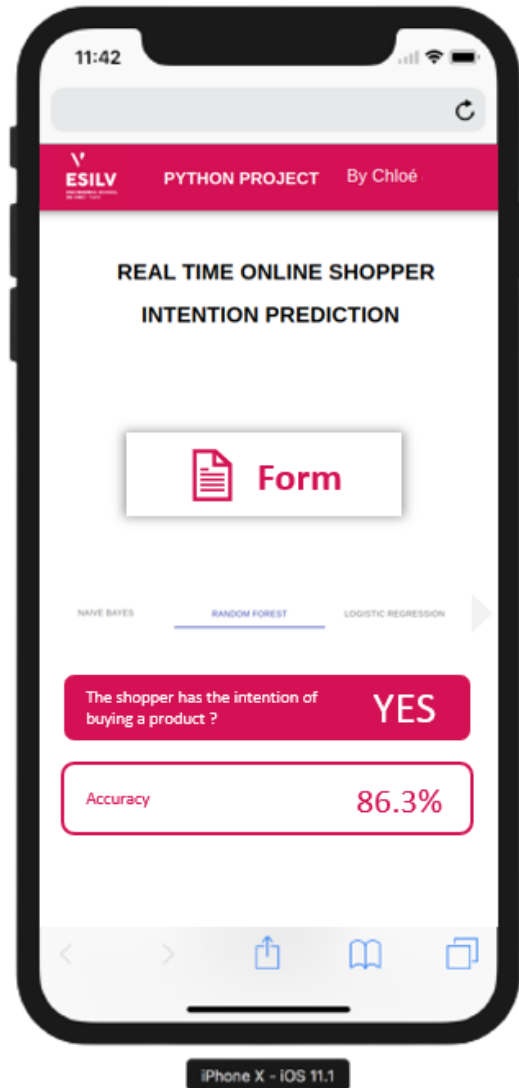 11:42
ESILV
PYTHON PROJECT
By Chloé
REAL TIME ONLINE SHOPPER
INTENTION PREDICTION
Form
NAIVE BAYES
RANDOM FOREST
LOGISTIC REGRESSION
The shopper has the intention of
buying a product ?
YES
Accuracy
86.3%
iPhone X - iOS 11.1